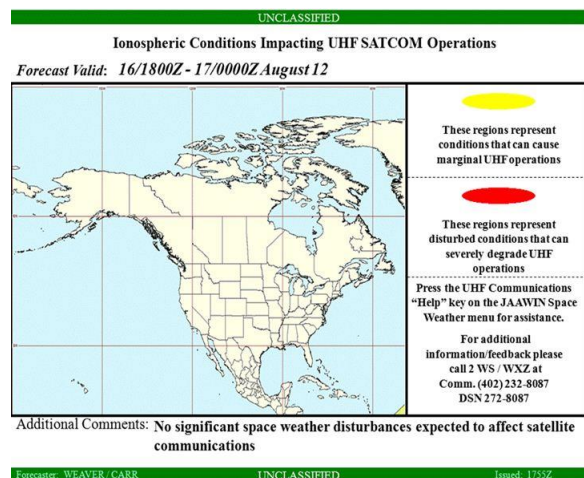 UNCLASSIFIED
Ionospheric Conditions Impacting UHF SATCOM Operations
Forecast Valid: 16/1800Z - 17/0000Z August 12
These regions represent
conditions that can cause
marginal UHF operations
These regions represent
disturbed conditions that can
severely degrade UHF
operations
Press the UHF Communications
“Help” key on the JAAWIN Space
Weather menu for assistance.
For additional
information/feedback please
call 2 WS / WXZ at
Comm. (402) 232-8087
DSN 272-8087
Additional Comments: No significant space weather disturbances expected to affect satellite
communications
Forecaster: WEAVER / CARR UNCLASSIFIED Issued: 1755Z